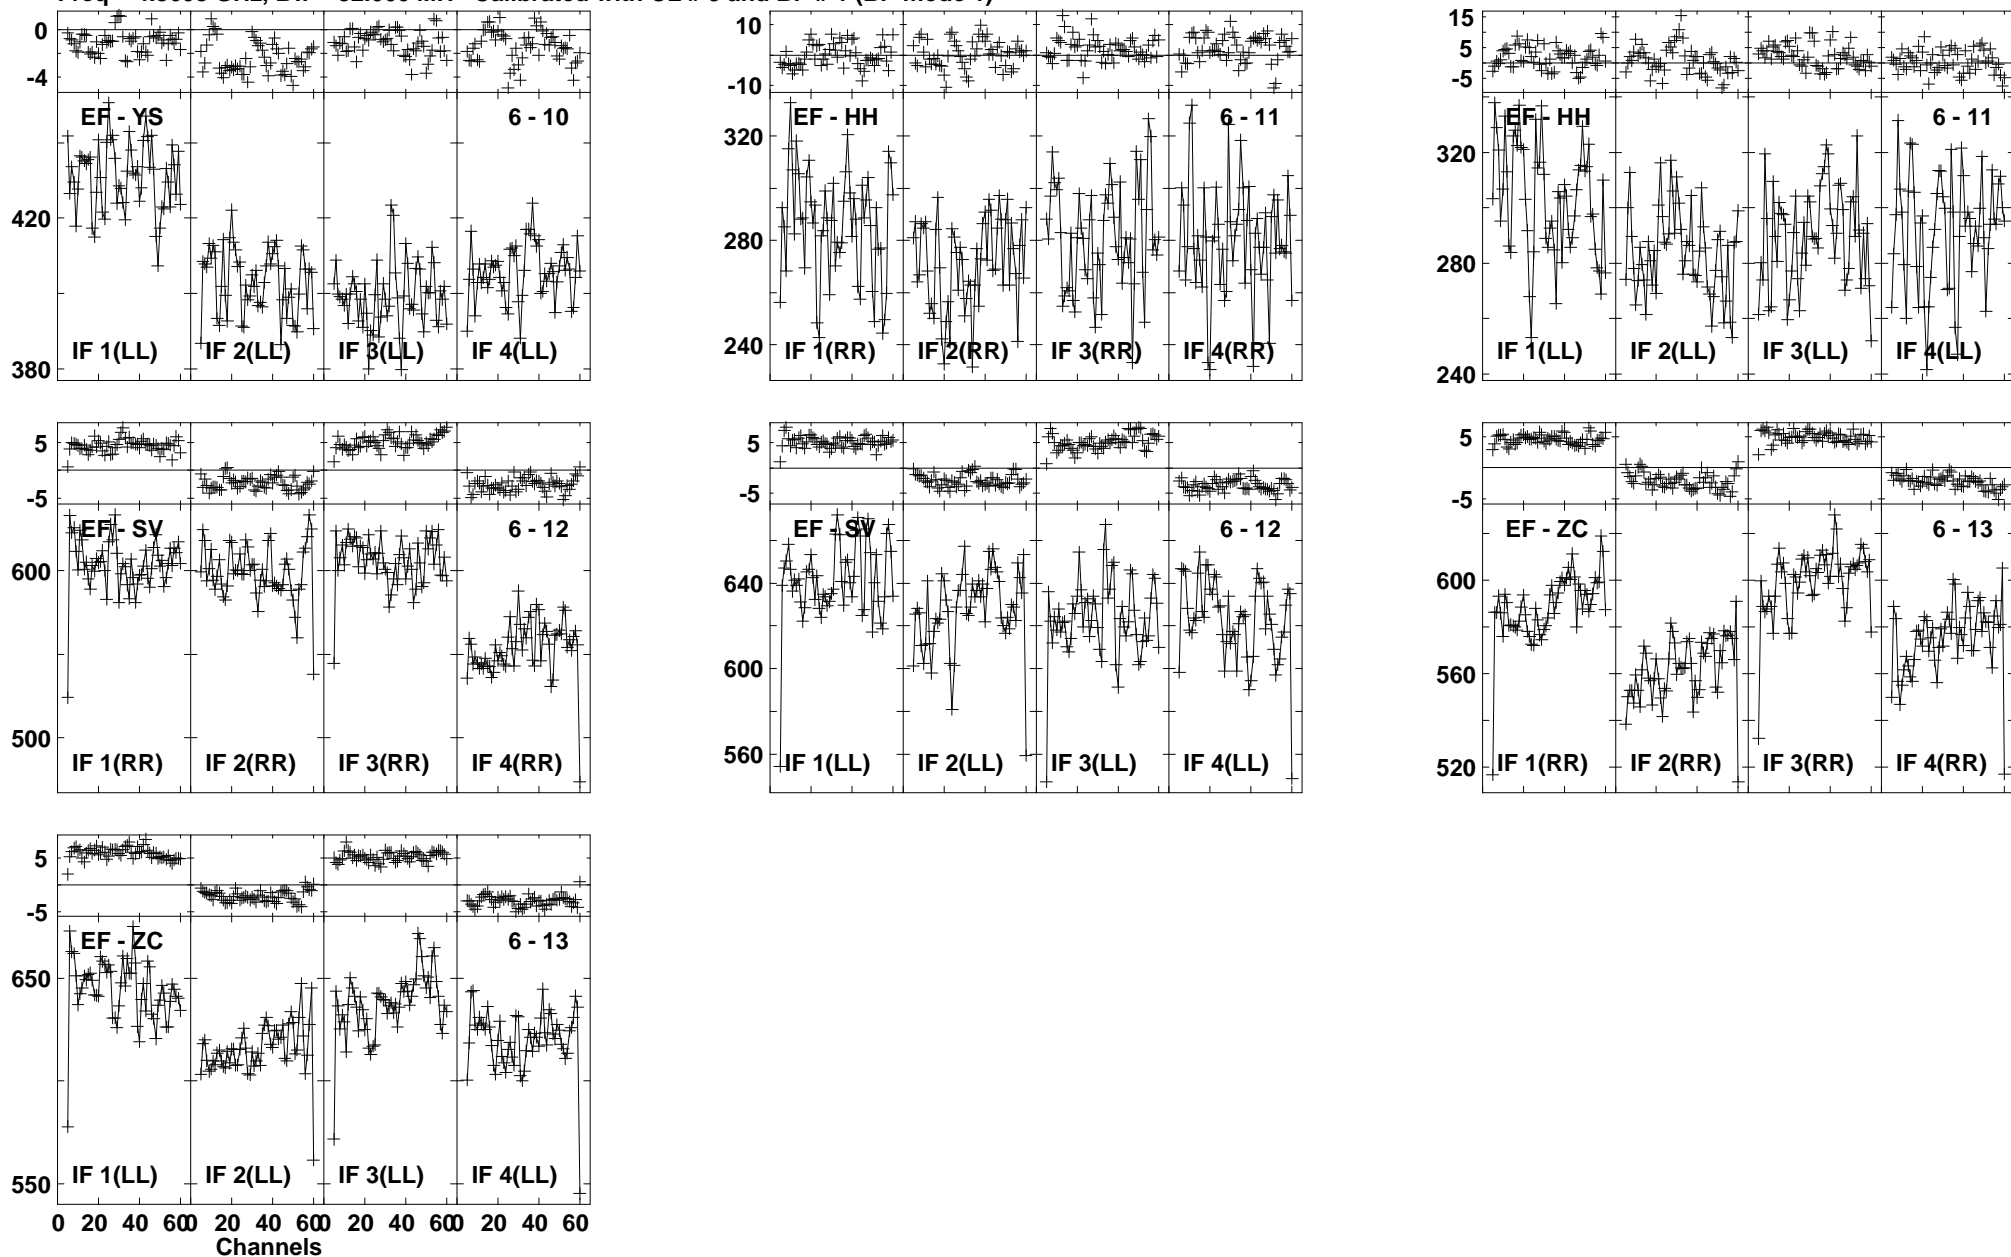 0
-4
EF - YS 6 - 10
420
380
IF 1(LL) IF 2(LL) IF 3(LL) IF 4(LL)
10
-10
EF - HH 6 - 11
320
280
240
IF 1(RR) IF 2(RR) IF 3(RR) IF 4(RR)
15
5
-5
EF - HH 6 - 11
320
280
240
IF 1(LL) IF 2(LL) IF 3(LL) IF 4(LL)
5
-5
EF - SV 6 - 12
600
500
IF 1(RR) IF 2(RR) IF 3(RR) IF 4(RR)
5
-5
EF - SV 6 - 12
640
600
560
IF 1(LL) IF 2(LL) IF 3(LL) IF 4(LL)
5
-5
EF - ZC 6 - 13
600
560
520
IF 1(RR) IF 2(RR) IF 3(RR) IF 4(RR)
5
-5
EF - ZC 6 - 13
650
550
IF 1(LL) IF 2(LL) IF 3(LL) IF 4(LL)
0 20 40 60 0 20 40 60 0 20 40 60 0 20 40 60
Channels